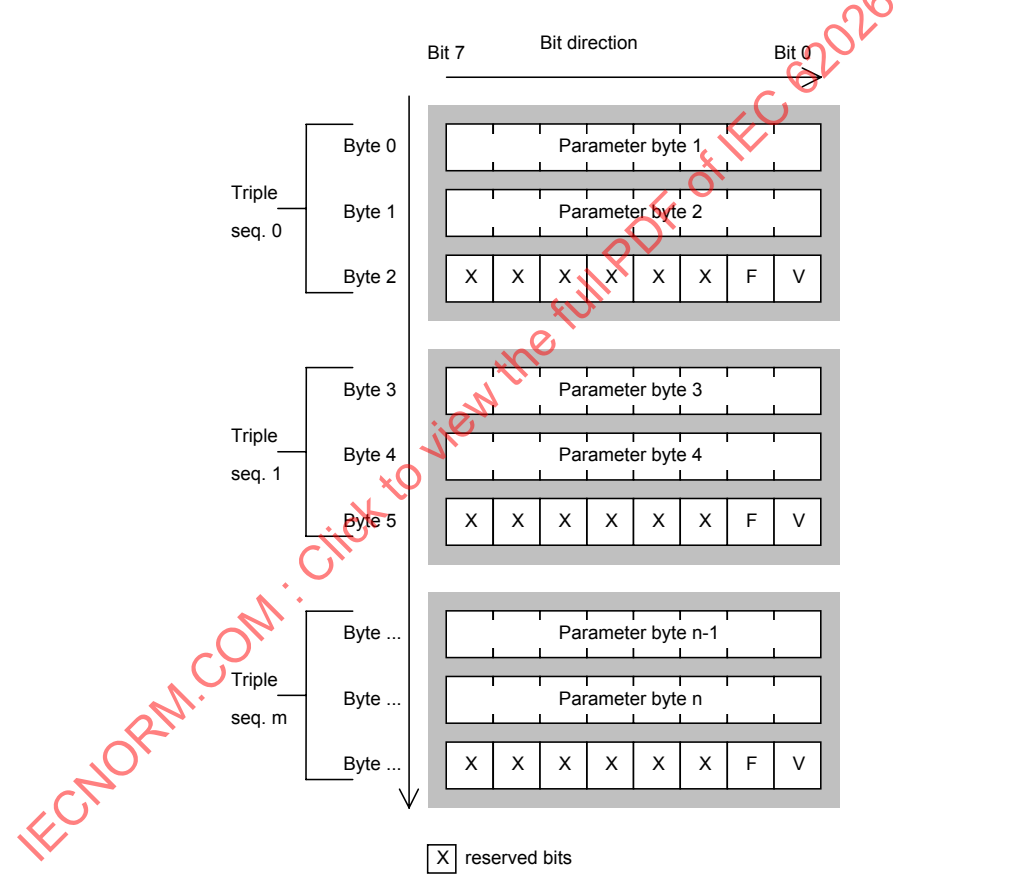 Bit 7 Bit direction Bit 0
Byte 0 Parameter byte 1
Triple
seq. 0
Byte 1 Parameter byte 2
Byte 2 X X X X X X F V
Byte 3 Parameter byte 3
Triple
seq. 1
Byte 4 Parameter byte 4
Byte 5 X X X X X X F V
Byte ... Parameter byte n-1
Triple
seq. m
Byte ... Parameter byte n
Byte ... X X X X X X F V
X reserved bits
IECNORM.COM : Click to view the full PDF of IEC 62026